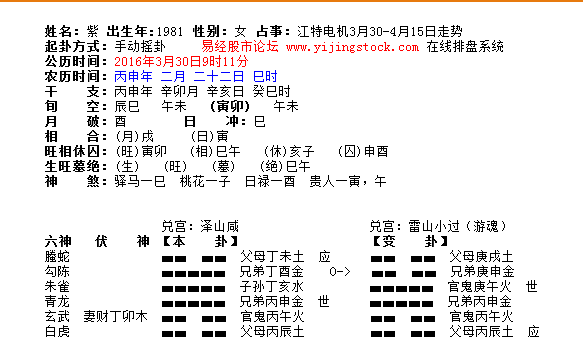 姓名：紫 出生年：1981 性别：女 占事：江特电机3月30-4月15日走势
起卦方式：手动摇卦 易经股市论坛 www.yijingstock.com 在线排盘系统
公历时间：2016年3月30日9时11分
农历时间：丙申年 二月 二十二日 巳时
干 支：丙申年 辛卯月 辛亥日 癸巳时
旬 空：辰巳 午未 (寅卯) 午未
月 破：酉 日 冲：巳
相 合：(月)戌 (日)寅
旺相休囚：(旺)寅卯 (相)巳午 (休)亥子 (囚)申酉
生旺墓绝：(生) (旺) (墓) (绝)巳午
神 煞：驿马—巳 桃花—子 日禄—酉 贵人—寅，午
兑宫：泽山咸 兑宫：雷山小过（游魂）
六神 伏 神 【本 卦】 【变 卦】
螣蛇 父母丁未土 应 父母庚戌土
勾陈 兄弟丁酉金 O-> 兄弟庚申金
朱雀 子孙丁亥水 官鬼庚午火 世
青龙 兄弟丙申金 世 兄弟丙申金
玄武 妻财丁卯木 官鬼丙午火 官鬼丙午火
白虎 父母丙辰土 父母丙辰土 应